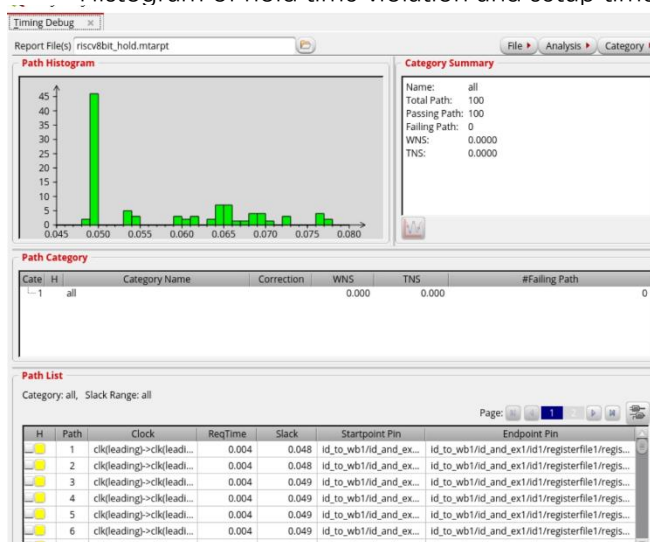 Histogram of hold time violation and setup time
Timing Debug ×
Report File(s) riscv8bit_hold.mtarpt File Analysis Category
Path Histogram
45
40
35
30
25
20
15
10
5
0
0.045 0.050 0.055 0.060 0.065 0.070 0.075 0.080
Category Summary
Name: all
Total Path: 100
Passing Path: 100
Failing Path: 0
WNS: 0.0000
TNS: 0.0000
Path Category
Cate H Category Name Correction WNS TNS #Failing Path
1 all 0.000 0.000 0
Path List
Category: all, Slack Range: all
Page: 1 2
H Path Clock ReqTime Slack Startpoint Pin Endpoint Pin
1 clk(leading)->clk(leadi... 0.004 0.048 id_to_wb1/id_and_ex... id_to_wb1/id_and_ex1/id1/registerfile1/regis...
2 clk(leading)->clk(leadi... 0.004 0.048 id_to_wb1/id_and_ex... id_to_wb1/id_and_ex1/id1/registerfile1/regis...
3 clk(leading)->clk(leadi... 0.004 0.049 id_to_wb1/id_and_ex... id_to_wb1/id_and_ex1/id1/registerfile1/regis...
4 clk(leading)->clk(leadi... 0.004 0.049 id_to_wb1/id_and_ex... id_to_wb1/id_and_ex1/id1/registerfile1/regis...
5 clk(leading)->clk(leadi... 0.004 0.049 id_to_wb1/id_and_ex... id_to_wb1/id_and_ex1/id1/registerfile1/regis...
6 clk(leading)->clk(leadi... 0.004 0.049 id_to_wb1/id_and_ex... id_to_wb1/id_and_ex1/id1/registerfile1/regis...